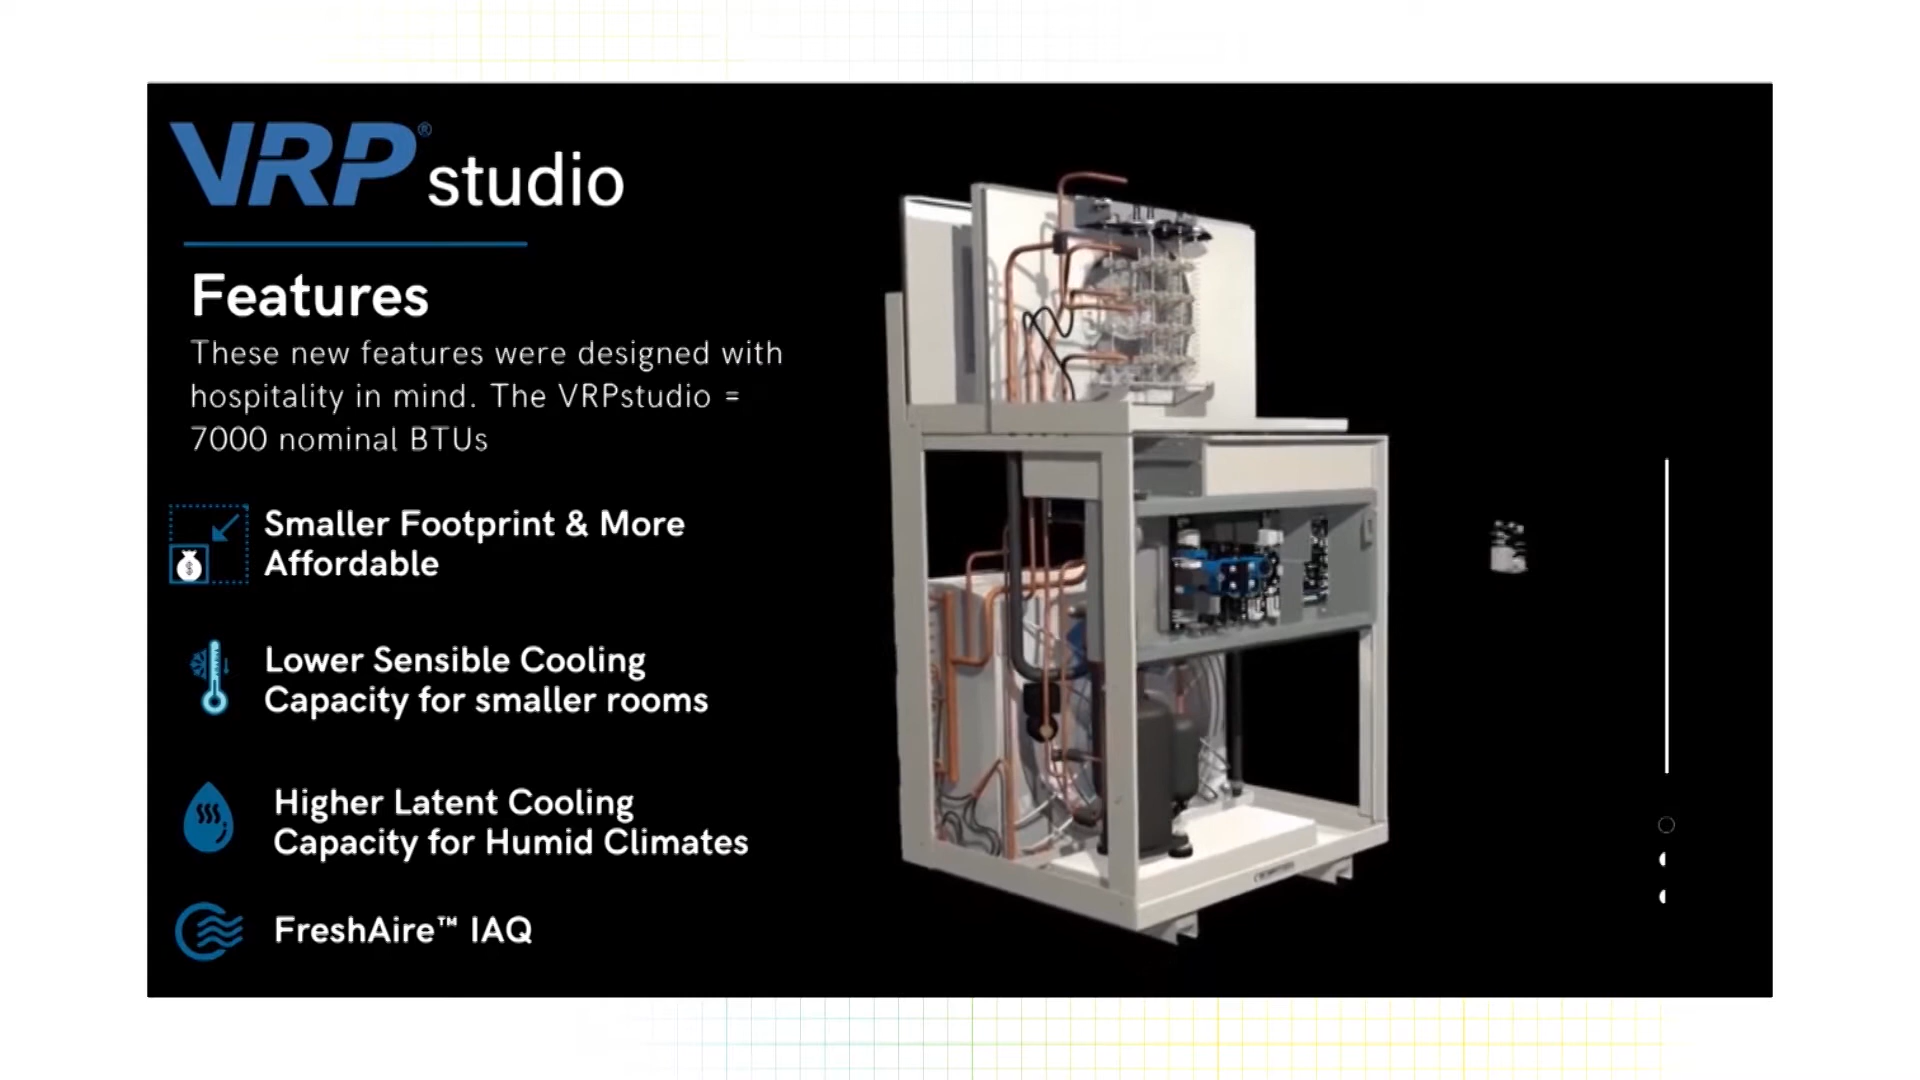 VRP® studio
Features
These new features were designed with
hospitality in mind. The VRPstudio =
7000 nominal BTUs
Smaller Footprint & More
Affordable
Lower Sensible Cooling
Capacity for smaller rooms
Higher Latent Cooling
Capacity for Humid Climates
FreshAire™ IAQ